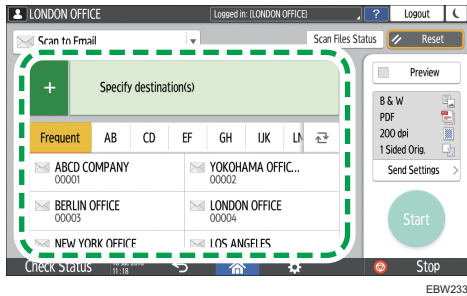 LONDON OFFICE
Logged in: [LONDON OFFICE]
? Logout
Scan to Email
Scan Files Status
Reset
+ Specify destination(s)
Preview
Frequent AB CD EF GH IJK
B & W
PDF
200 dpi
1 Sided Orig.
Send Settings >
ABCD COMPANY
00001
YOKOHAMA OFFIC...
00002
BERLIN OFFICE
00003
LONDON OFFICE
00004
Start
NEW YORK OFFICE
LOS ANGELES
Check Status
11:18
Stop
EBW233